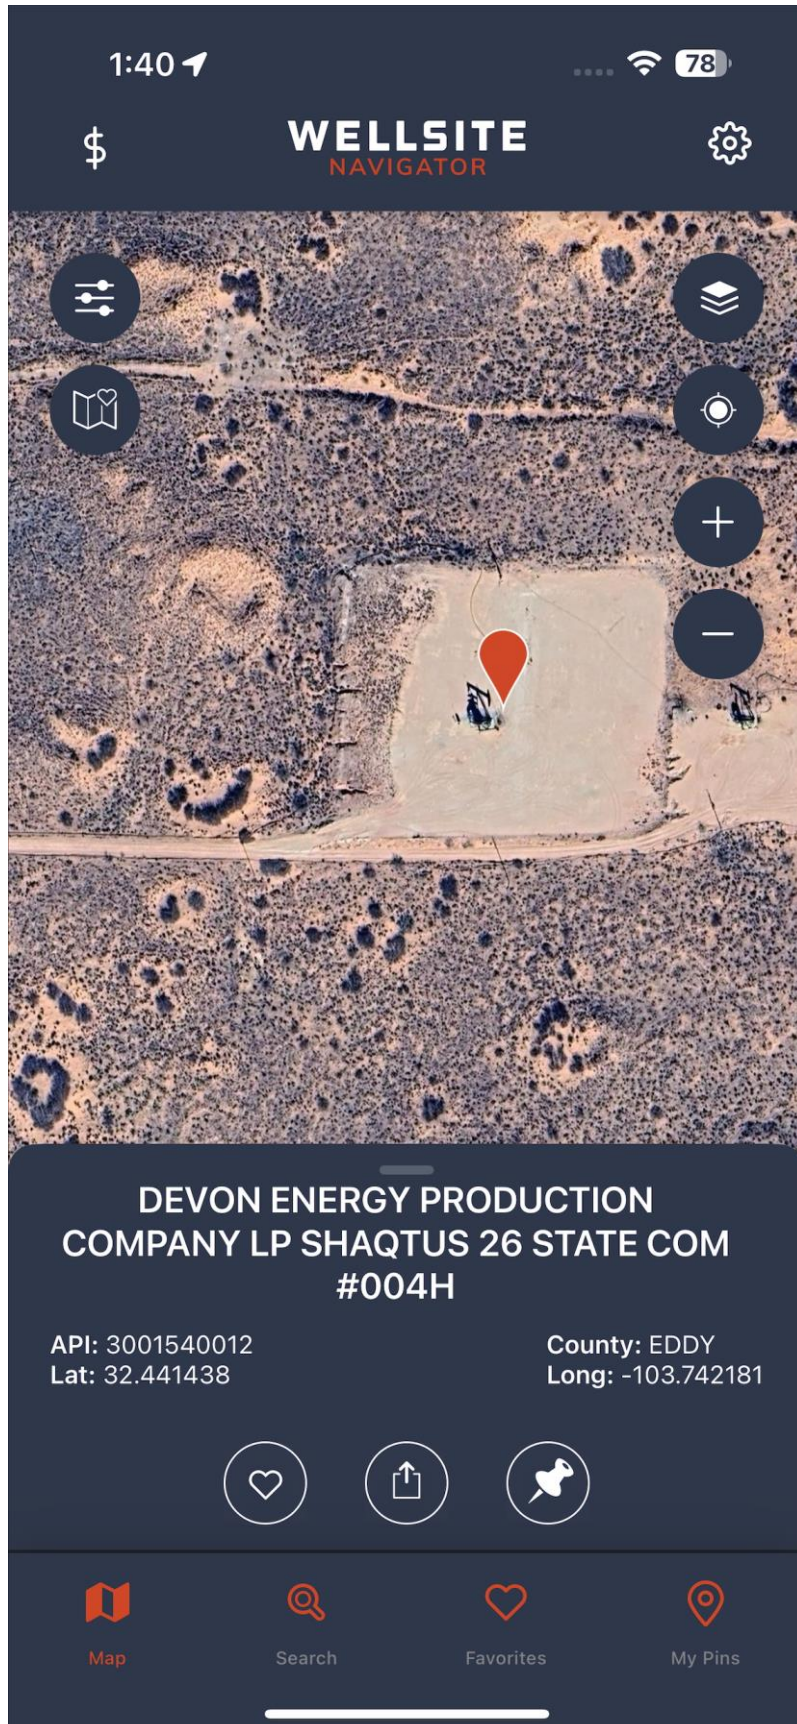 1:40
78
$
WELLSITE
NAVIGATOR
DEVON ENERGY PRODUCTION
COMPANY LP SHAQTUS 26 STATE COM
#004H
API: 3001540012
County: EDDY
Lat: 32.441438
Long: -103.742181
Map
Search
Favorites
My Pins